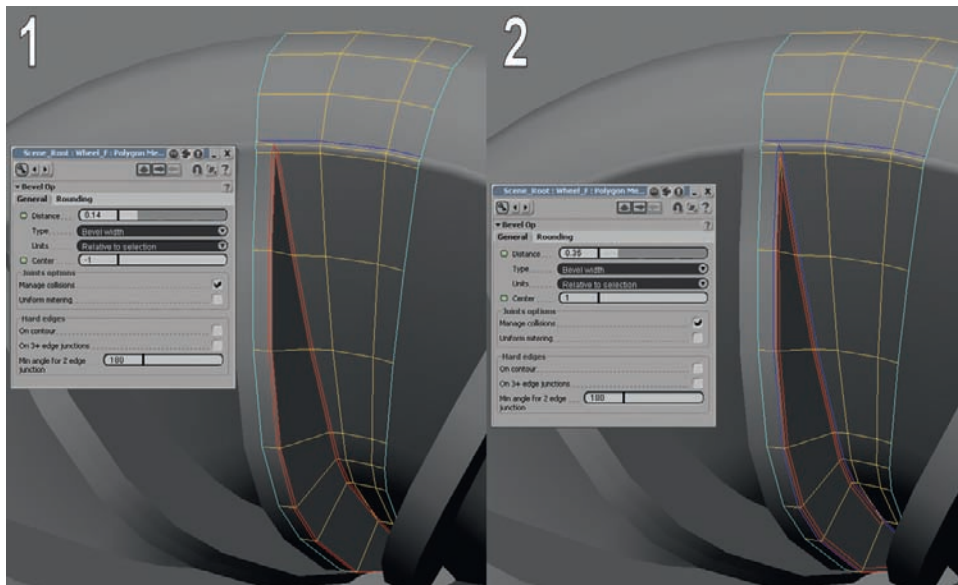 1
Scene_Root : Wheel_F : Polygon Me...
Bevel Op ?
General Rounding
Distance 0.14
Type Bevel width
Units Relative to selection
Center -1
Joints options
Manage collisions
Uniform mitering
Hard edges
On contour
On 3+ edge junctions
Min angle for 2 edge junction 180
2
Scene_Root : Wheel_F : Polygon Me...
Bevel Op ?
General Rounding
Distance 0.35
Type Bevel width
Units Relative to selection
Center 1
Joints options
Manage collisions
Uniform mitering
Hard edges
On contour
On 3+ edge junctions
Min angle for 2 edge junction 180